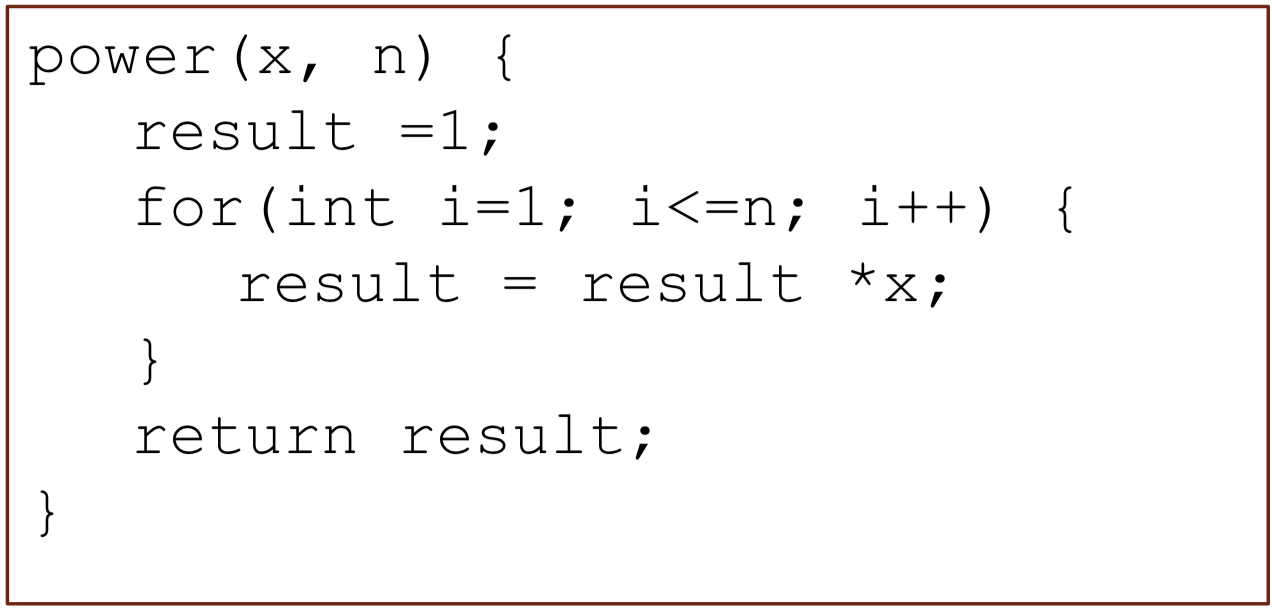 power(x, n) {
result =1;
for(int i=1; i<=n; i++) {
result = result *x;
}
return result;
}